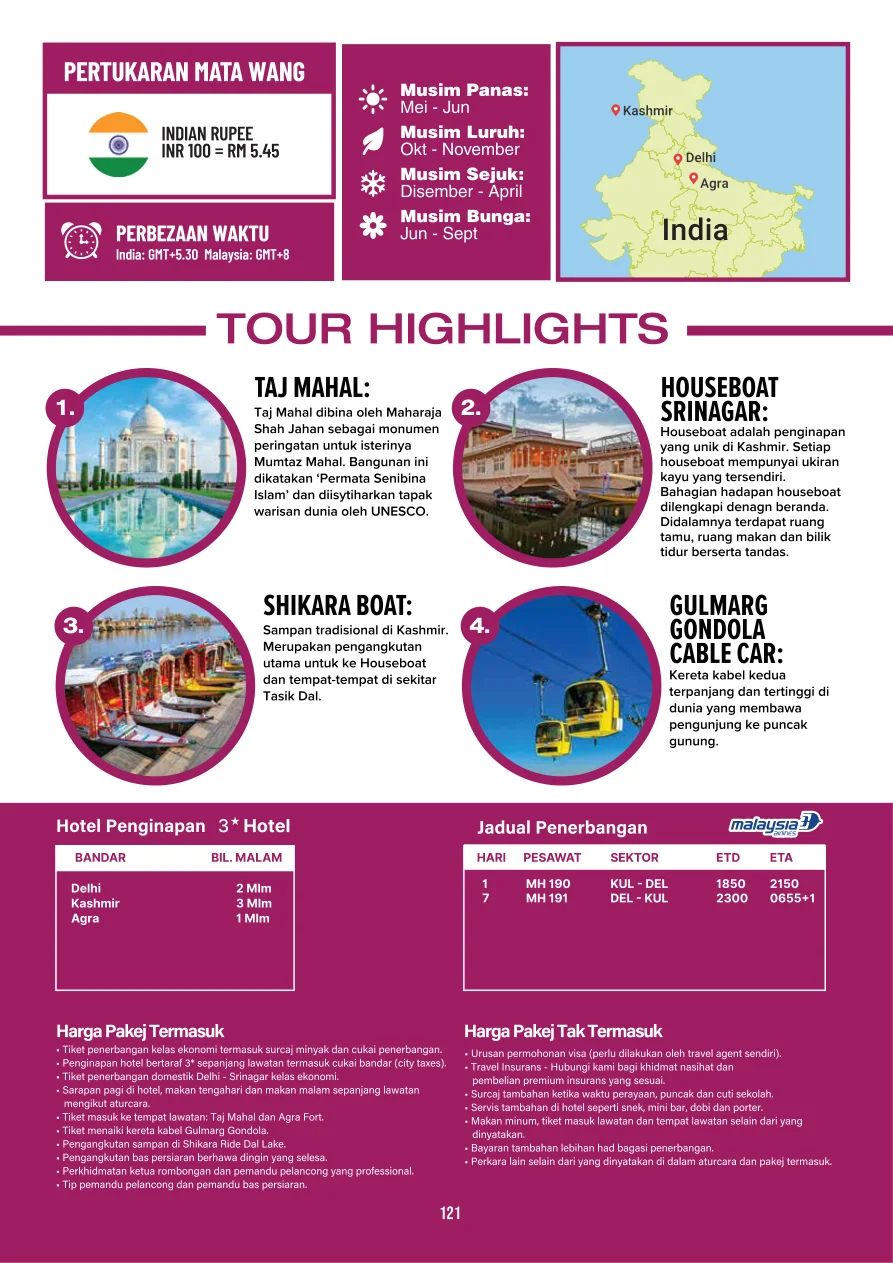 PERTUKARAN MATA WANG
INDIAN RUPEE
INR 100 = RM 5.45
PERBEZAAN WAKTU
India: GMT+5.30 Malaysia: GMT+8
Musim Panas:
Mei - Jun
Musim Luruh:
Okt - November
Musim Sejuk:
Disember - April
Musim Bunga:
Jun - Sept
Kashmir
Delhi
Agra
India
TOUR HIGHLIGHTS
1.
TAJ MAHAL:
Taj Mahal dibina oleh Maharaja
Shah Jahan sebagai monumen
peringatan untuk isterinya
Mumtaz Mahal. Bangunan ini
dikatakan ‘Permata Senibina
Islam’ dan diisytiharkan tapak
warisan dunia oleh UNESCO.
2.
HOUSEBOAT
SRINAGAR:
Houseboat adalah penginapan
yang unik di Kashmir. Setiap
houseboat mempunyai ukiran
kayu yang tersendiri.
Bahagian hadapan houseboat
dilengkapi denagn beranda.
Didalamnya terdapat ruang
tamu, ruang makan dan bilik
tidur berserta tandas.
3.
SHIKARA BOAT:
Sampan tradisional di Kashmir.
Merupakan pengangkutan
utama untuk ke Houseboat
dan tempat-tempat di sekitar
Tasik Dal.
4.
GULMARG
GONDOLA
CABLE CAR:
Kereta kabel kedua
terpanjang dan tertinggi di
dunia yang membawa
pengunjung ke puncak
gunung.
Hotel Penginapan 3★Hotel
BANDAR BIL. MALAM
Delhi 2 Mlm
Kashmir 3 Mlm
Agra 1 Mlm
Jadual Penerbangan
malaysia
airlines
HARI PESAWAT SEKTOR ETD ETA
1 MH 190 KUL - DEL 1850 2150
7 MH 191 DEL - KUL 2300 0655+1
Harga Pakej Termasuk
• Tiket penerbangan kelas ekonomi termasuk surcaj minyak dan cukai penerbangan.
• Penginapan hotel bertaraf 3* sepanjang lawatan termasuk cukai bandar (city taxes).
• Tiket penerbangan domestik Delhi - Srinagar kelas ekonomi.
• Sarapan pagi di hotel, makan tengahari dan makan malam sepanjang lawatan
mengikut aturcara.
• Tiket masuk ke tempat lawatan: Taj Mahal dan Agra Fort.
• Tiket menaiki kereta kabel Gulmarg Gondola.
• Pengangkutan sampan di Shikara Ride Dal Lake.
• Pengangkutan bas persiaran berhawa dingin yang selesa.
• Perkhidmatan ketua rombongan dan pemandu pelancong yang professional.
• Tip pemandu pelancong dan pemandu bas persiaran.
Harga Pakej Tak Termasuk
• Urusan permohonan visa (perlu dilakukan oleh travel agent sendiri).
• Travel Insurans - Hubungi kami bagi khidmat nasihat dan
pembelian premium insurans yang sesuai.
• Surcaj tambahan ketika waktu perayaan, puncak dan cuti sekolah.
• Servis tambahan di hotel seperti snek, mini bar, dobi dan porter.
• Makan minum, tiket masuk lawatan dan tempat lawatan selain dari yang
dinyatakan.
• Bayaran tambahan lebihan had bagasi penerbangan.
• Perkara lain selain dari yang dinyatakan di dalam aturcara dan pakej termasuk.
121